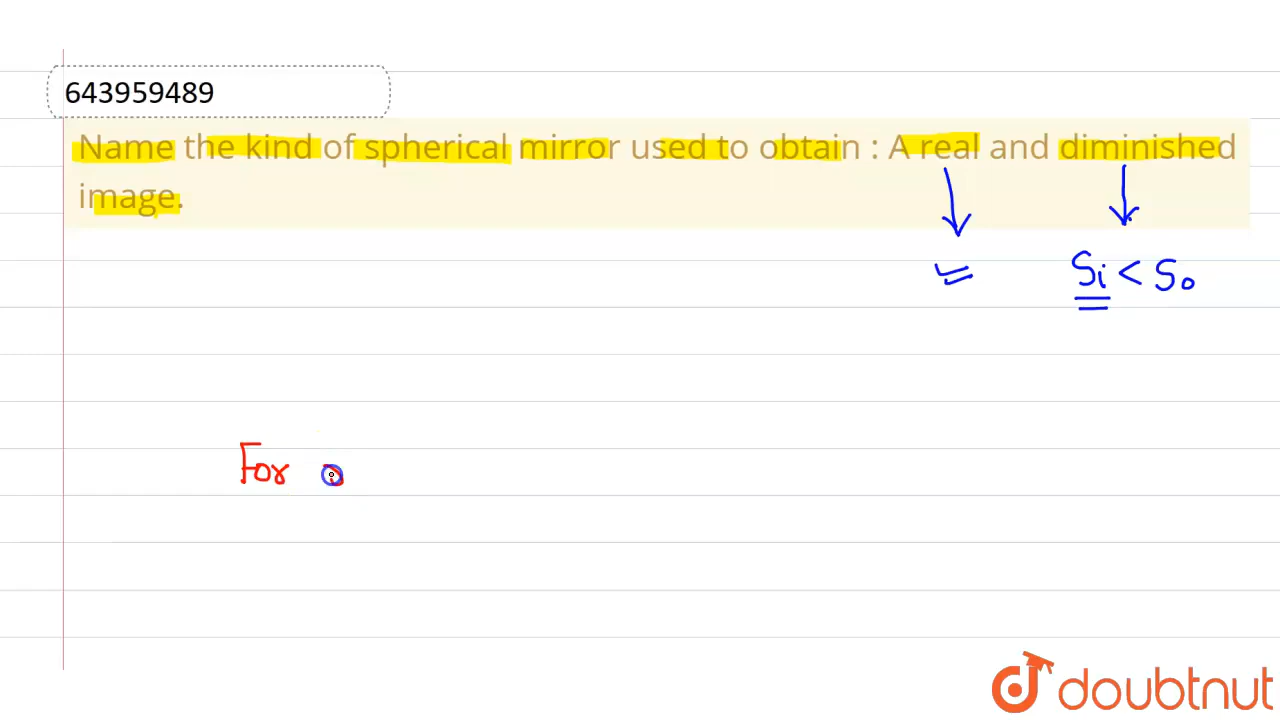 643959489
Name the kind of spherical mirror used to obtain : A real and diminished
image.
Si < So
For a
doubtnut